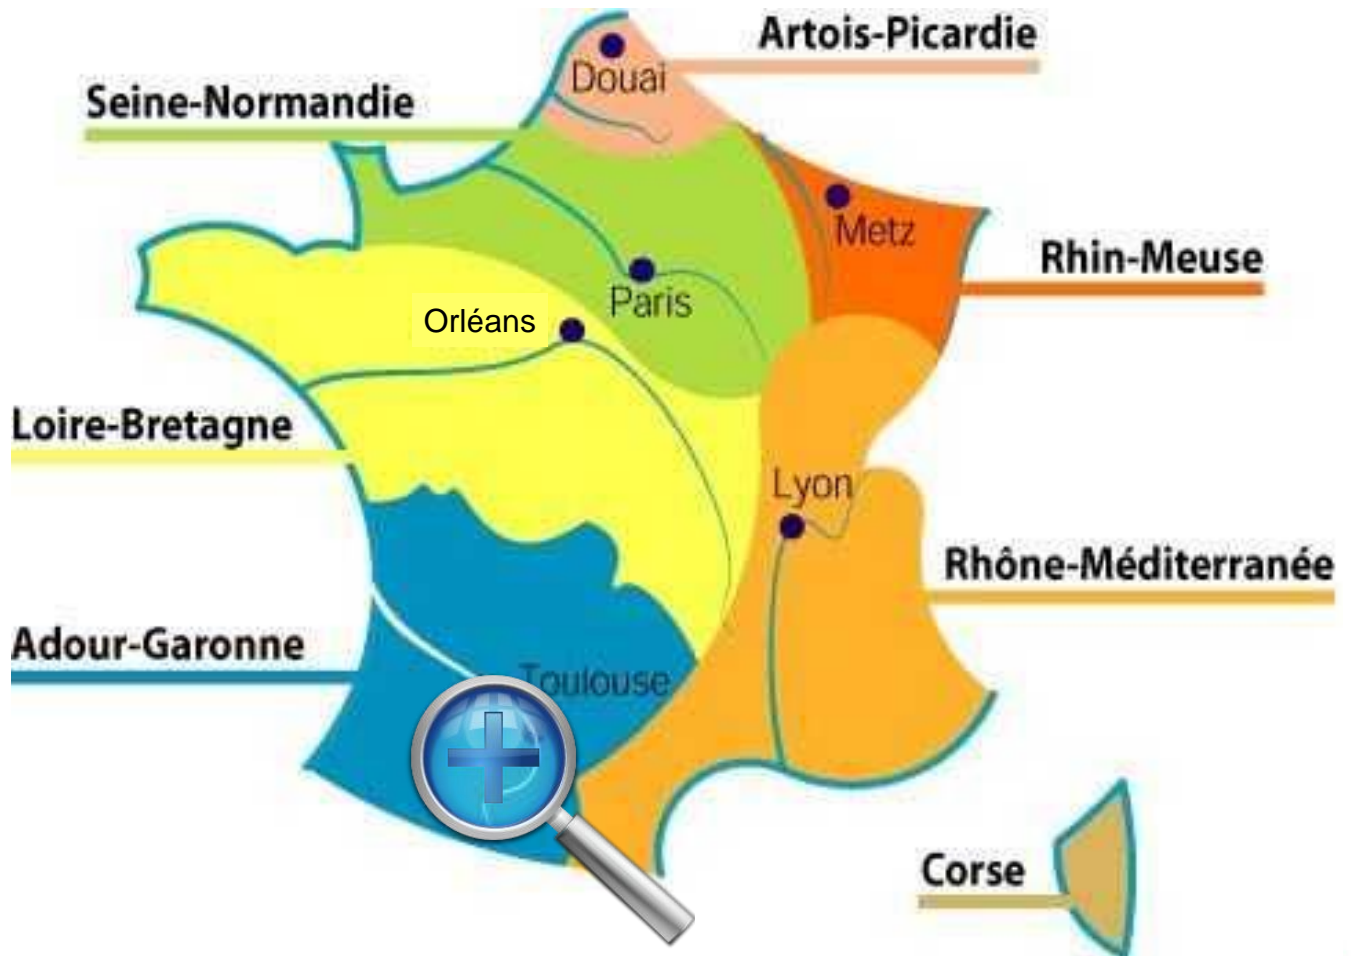 Artois-Picardie
Douai
Seine-Normandie
Metz
Rhin-Meuse
Paris
Orléans
Loire-Bretagne
Lyon
Rhône-Méditerranée
Adour-Garonne
Toulouse
Corse